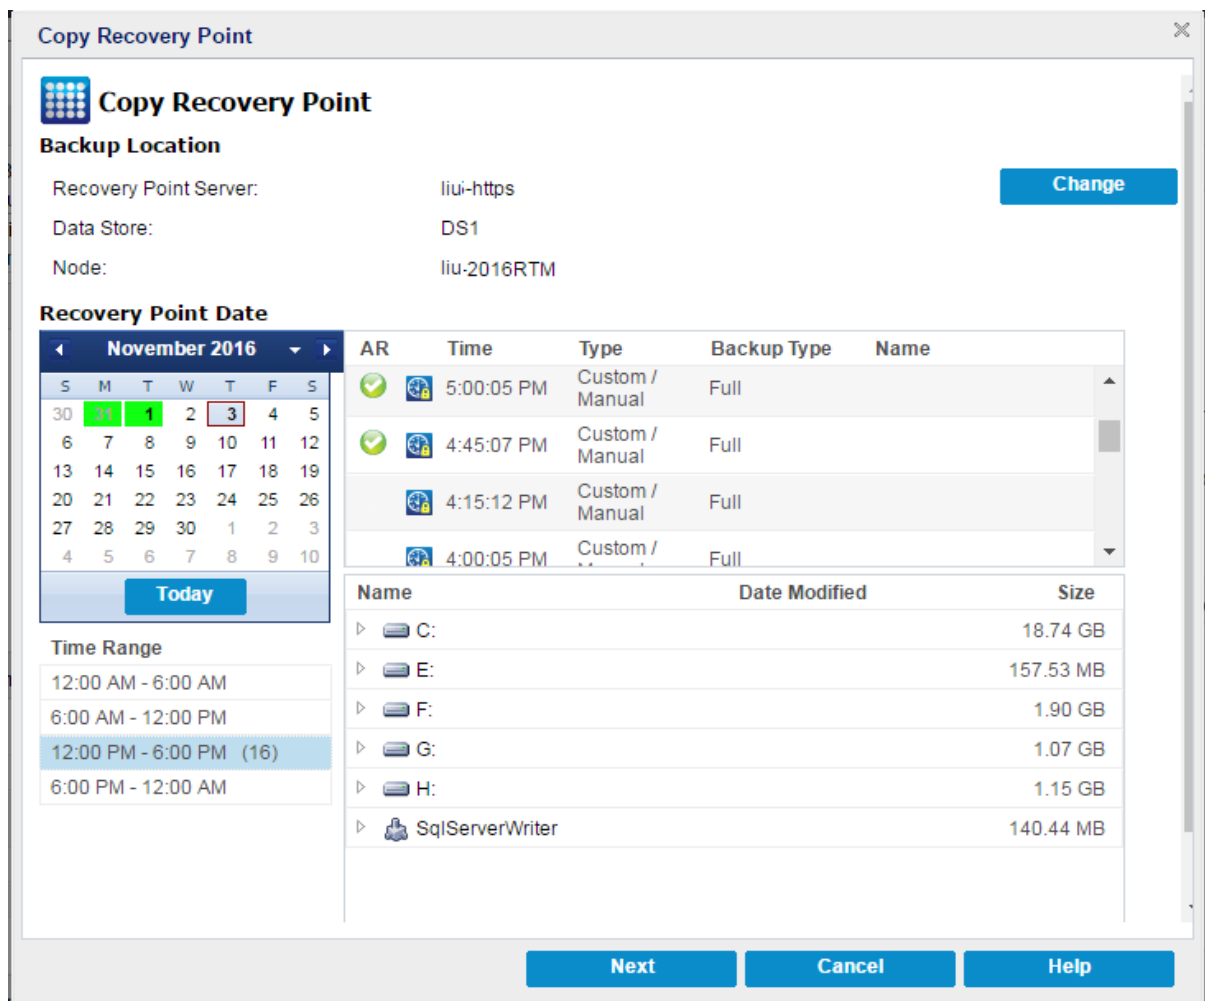 Copy Recovery Point
Copy Recovery Point
Backup Location
Recovery Point Server: liui-https
Change
Data Store: DS1
Node: liu-2016RTM
Recovery Point Date
November 2016
S M T W T F S
30 31 1 2 3 4 5
6 7 8 9 10 11 12
13 14 15 16 17 18 19
20 21 22 23 24 25 26
27 28 29 30 1 2 3
4 5 6 7 8 9 10
Today
Time Range
12:00 AM - 6:00 AM
6:00 AM - 12:00 PM
12:00 PM - 6:00 PM (16)
6:00 PM - 12:00 AM
AR Time Type Backup Type Name
5:00:05 PM Custom / Manual Full
4:45:07 PM Custom / Manual Full
4:15:12 PM Custom / Manual Full
4:00:05 PM Custom / Full
Name Date Modified Size
C: 18.74 GB
E: 157.53 MB
F: 1.90 GB
G: 1.07 GB
H: 1.15 GB
SqlServerWriter 140.44 MB
Next Cancel Help